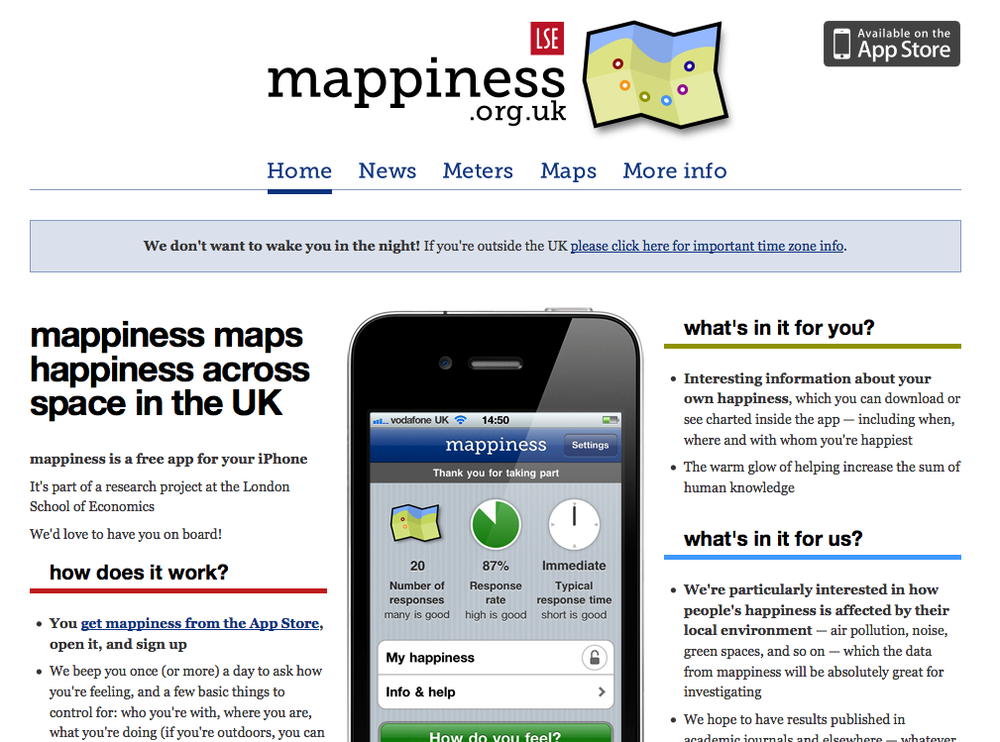 LSE
mappiness
.org.uk
Available on the
App Store
Home News Meters Maps More info
We don't want to wake you in the night! If you're outside the UK please click here for important time zone info.
mappiness maps
happiness across
space in the UK
mappiness is a free app for your iPhone
It's part of a research project at the London
School of Economics
We'd love to have you on board!
how does it work?
• You get mappiness from the App Store,
open it, and sign up
• We beep you once (or more) a day to ask how
you're feeling, and a few basic things to
control for: who you're with, where you are,
what you're doing (if you're outdoors, you can
vodafone UK 14:50
mappiness Settings
Thank you for taking part
20 87% Immediate
Number of Response Typical
responses rate response time
many is good high is good short is good
My happiness
Info & help
How do you feel?
what's in it for you?
• Interesting information about your
own happiness, which you can download or
see charted inside the app — including when,
where and with whom you're happiest
• The warm glow of helping increase the sum of
human knowledge
what's in it for us?
• We're particularly interested in how
people's happiness is affected by their
local environment — air pollution, noise,
green spaces, and so on — which the data
from mappiness will be absolutely great for
investigating
• We hope to have results published in
academic journals and elsewhere — whatever